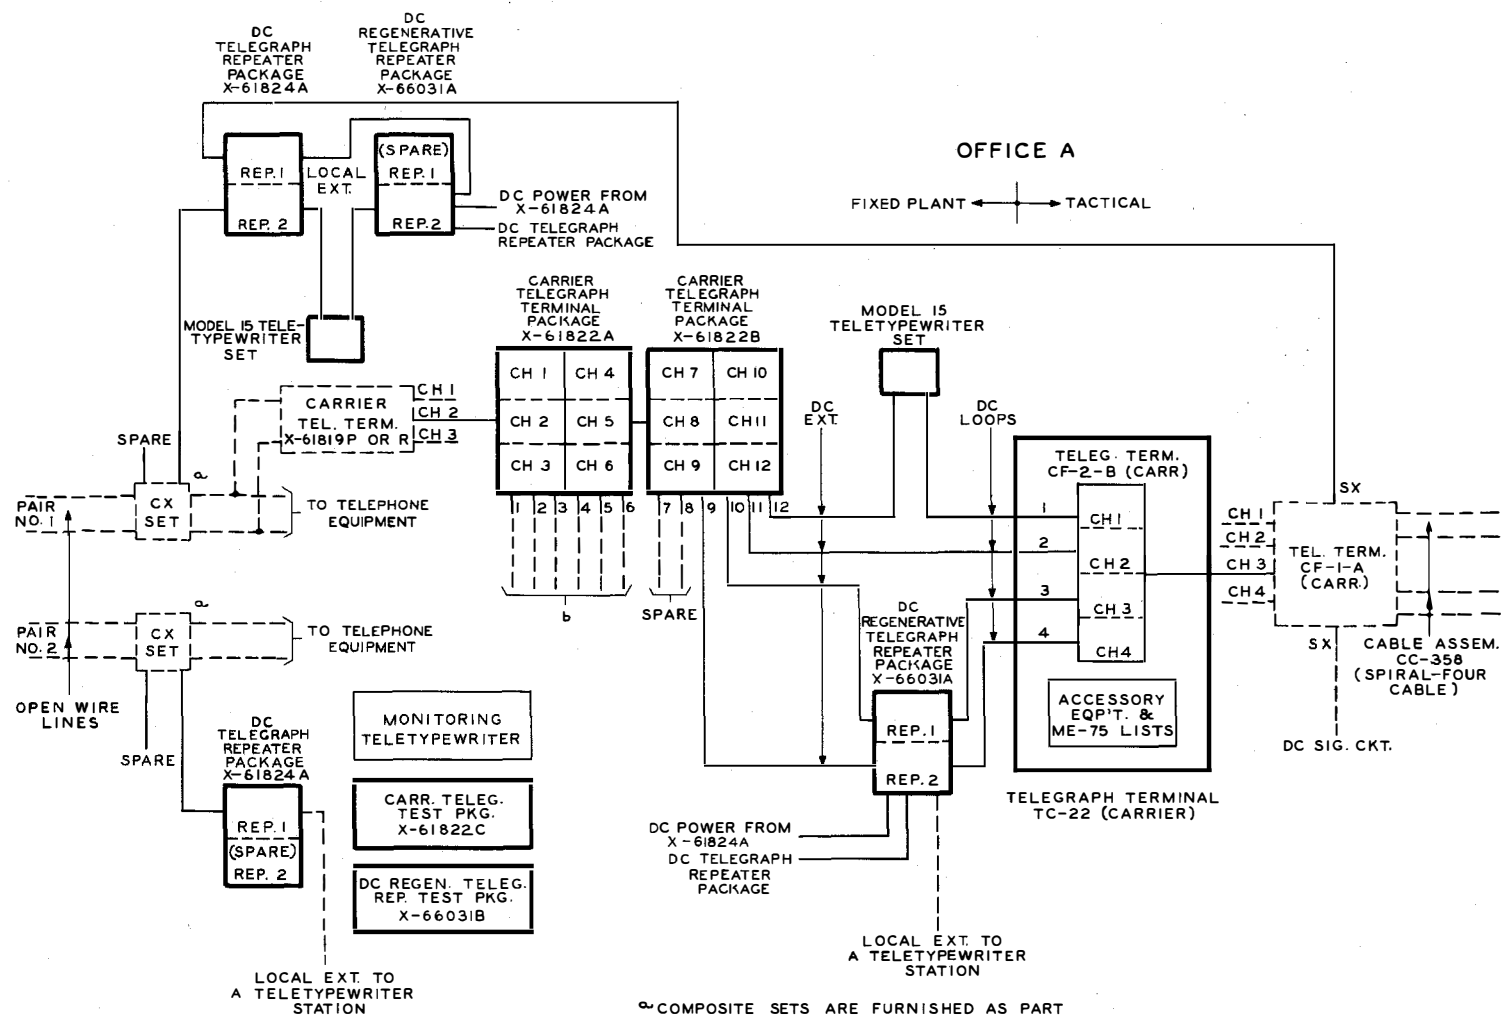 DC
TELEGRAPH
REPEATER
PACKAGE
X-61824A
DC
REGENERATIVE
TELEGRAPH
REPEATER
PACKAGE
X-66031A
OFFICE A
FIXED PLANT
TACTICAL
REP. 1
REP. 2
LOCAL
EXT.
(SPARE)
REP. 1
REP. 2
DC POWER FROM
X-61824A
DC TELEGRAPH
REPEATER PACKAGE
MODEL 15 TELE-
TYPEWRITER
SET
CARRIER
TELEGRAPH
TERMINAL
PACKAGE
X-61822A
CARRIER
TELEGRAPH
TERMINAL
PACKAGE
X-61822B
MODEL 15
TELETYPEWRITER
SET
CH 1
CH 4
CH 2
CH 5
CH 3
CH 6
CH 7
CH 10
CH 8
CH 11
CH 9
CH 12
CARRIER
TEL. TERM.
X-61819P OR R
CH 1
CH 2
CH 3
DC
EXT.
DC
LOOPS
SPARE
a
CX
SET
PAIR
NO. 1
TO TELEPHONE
EQUIPMENT
1 2 3 4 5 6
7 8 9 10 11 12
b
SPARE
TELEG. TERM.
CF-2-B (CARR)
1
2
3
4
CH 1
CH 2
CH 3
CH 4
SX
CH 1
CH 2
CH 3
CH 4
TEL. TERM.
CF-1-A
(CARR.)
SX
CABLE ASSEM.
CC-358
(SPIRAL-FOUR
CABLE)
DC SIG. CKT.
a
CX
SET
PAIR
NO. 2
TO TELEPHONE
EQUIPMENT
OPEN WIRE
LINES
SPARE
DC
REGENERATIVE
TELEGRAPH
REPEATER
PACKAGE
X-66031A
REP. 1
REP. 2
ACCESSORY
EQP'T. &
ME-75 LISTS
TELEGRAPH TERMINAL
TC-22 (CARRIER)
DC
TELEGRAPH
REPEATER
PACKAGE
X-61824A
REP. 1
(SPARE)
REP. 2
MONITORING
TELETYPEWRITER
CARR. TELEG.
TEST PKG.
X-61822C
DC REGEN. TELEG.
REP. TEST PKG.
X-66031B
DC POWER FROM
X-61824A
DC TELEGRAPH
REPEATER
PACKAGE
LOCAL EXT. TO
A TELETYPEWRITER
STATION
LOCAL EXT. TO
A TELETYPEWRITER
STATION
a COMPOSITE SETS ARE FURNISHED AS PART